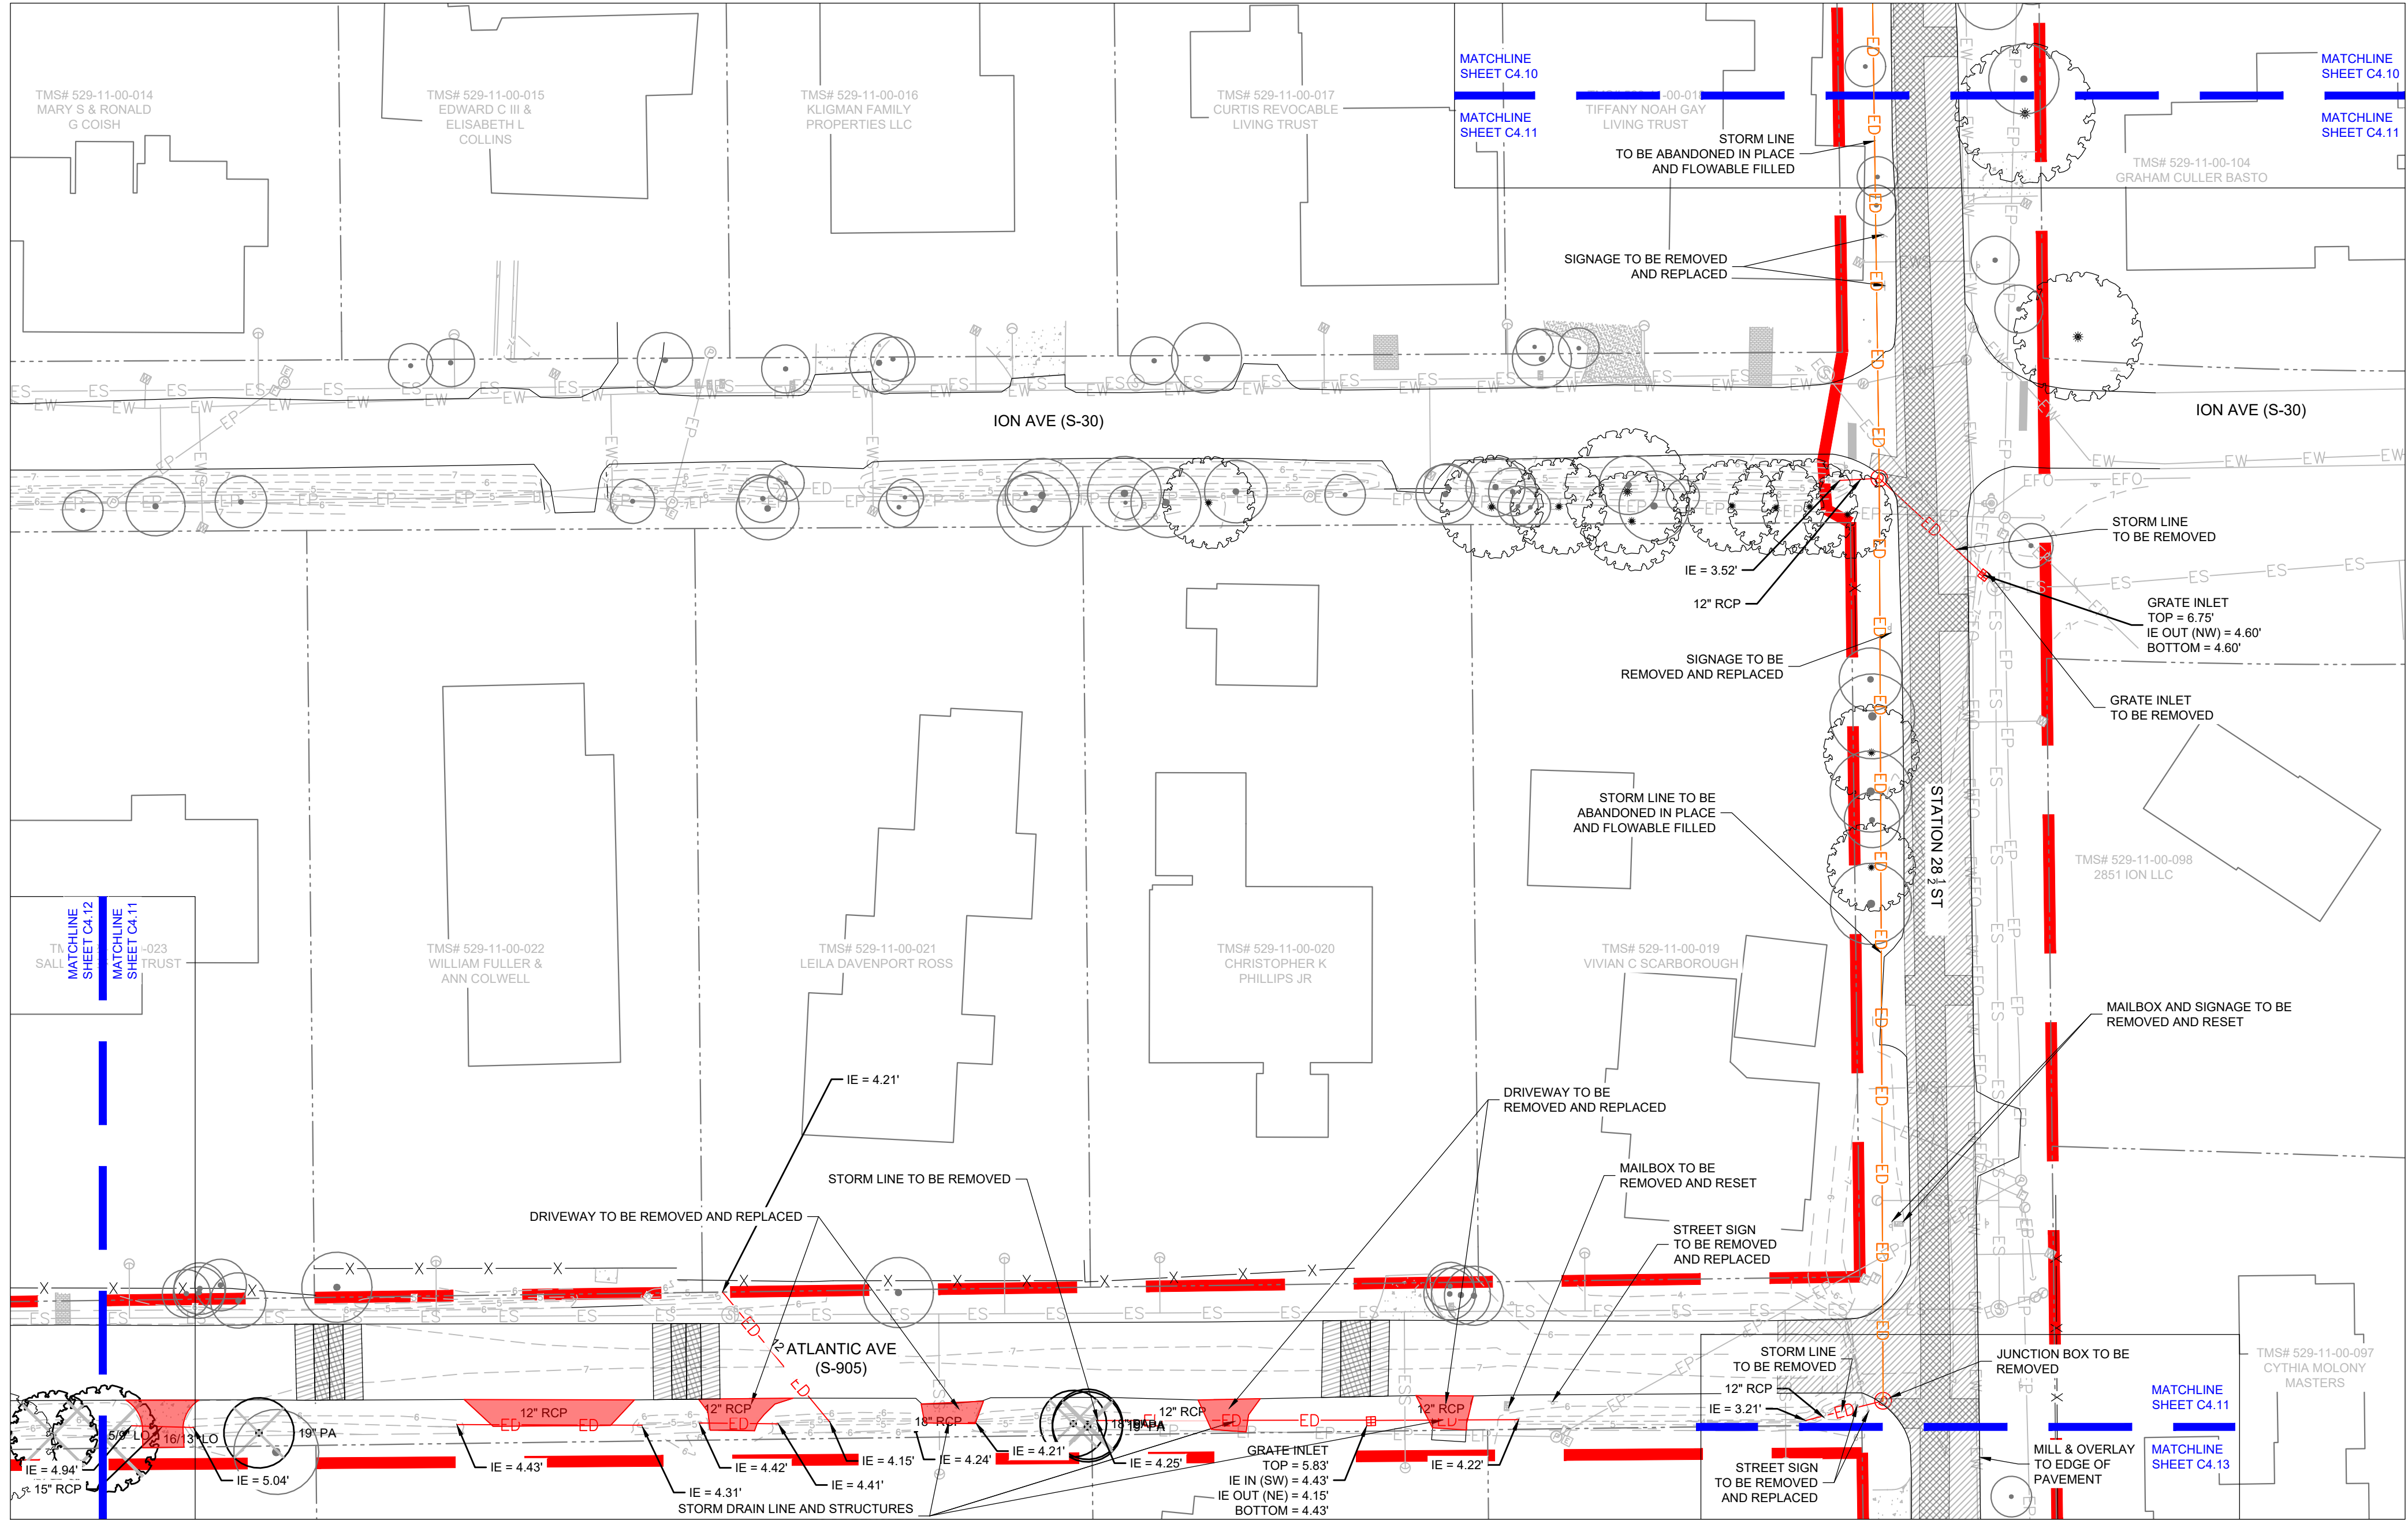 TMS# 529-11-00-014
MARY S & RONALD
G COISH
TMS# 529-11-00-015
EDWARD C III &
ELISABETH L
COLLINS
TMS# 529-11-00-016
KLIGMAN FAMILY
PROPERTIES LLC
TMS# 529-11-00-017
CURTIS REVOCABLE
LIVING TRUST
MATCHLINE
SHEET C4.10
MATCHLINE
SHEET C4.11
TIFFANY NOAH GAY
LIVING TRUST
STORM LINE
TO BE ABANDONED IN PLACE
AND FLOWABLE FILLED
MATCHLINE
SHEET C4.10
MATCHLINE
SHEET C4.11
TMS# 529-11-00-104
GRAHAM CULLER BASTO
SIGNAGE TO BE REMOVED
AND REPLACED
ION AVE (S-30)
ION AVE (S-30)
STORM LINE
TO BE REMOVED
IE = 3.52'
12" RCP
GRATE INLET
TOP = 6.75'
IE OUT (NW) = 4.60'
BOTTOM = 4.60'
SIGNAGE TO BE
REMOVED AND REPLACED
GRATE INLET
TO BE REMOVED
STORM LINE TO BE
ABANDONED IN PLACE
AND FLOWABLE FILLED
STATION 28 1/2 ST
TMS# 529-11-00-098
2851 ION LLC
MATCHLINE
SHEET C4.12
MATCHLINE
SHEET C4.11
-023
TRUST
TMS# 529-11-00-022
WILLIAM FULLER &
ANN COLWELL
TMS# 529-11-00-021
LEILA DAVENPORT ROSS
TMS# 529-11-00-020
CHRISTOPHER K
PHILLIPS JR
TMS# 529-11-00-019
VIVIAN C SCARBOROUGH
MAILBOX AND SIGNAGE TO BE
REMOVED AND RESET
IE = 4.21'
DRIVEWAY TO BE
REMOVED AND REPLACED
STORM LINE TO BE REMOVED
MAILBOX TO BE
REMOVED AND RESET
DRIVEWAY TO BE REMOVED AND REPLACED
STREET SIGN
TO BE REMOVED
AND REPLACED
ATLANTIC AVE
(S-905)
STORM LINE
TO BE REMOVED
JUNCTION BOX TO BE
REMOVED
TMS# 529-11-00-097
CYTHIA MOLONY
MASTERS
12" RCP
IE = 3.21'
MATCHLINE
SHEET C4.11
MATCHLINE
SHEET C4.13
12" RCP
12" RCP
18" RCP
12" RCP
12" RCP
16/13" LO
19" PA
IE = 4.94'
15" RCP
IE = 5.04'
IE = 4.43'
IE = 4.31'
IE = 4.42'
IE = 4.41'
IE = 4.15'
IE = 4.24'
IE = 4.21'
IE = 4.25'
GRATE INLET
TOP = 5.83'
IE IN (SW) = 4.43'
IE OUT (NE) = 4.15'
BOTTOM = 4.43'
IE = 4.22'
STORM DRAIN LINE AND STRUCTURES
STREET SIGN
TO BE REMOVED
AND REPLACED
MILL & OVERLAY
TO EDGE OF
PAVEMENT